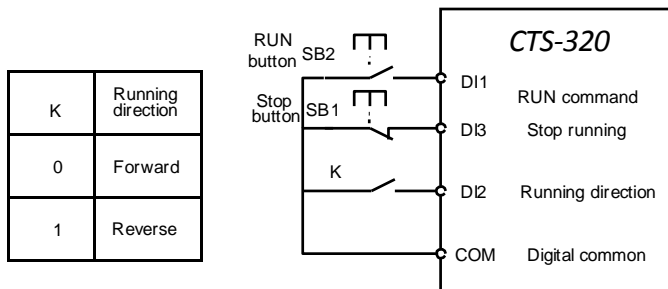 K
Running
direction
0
Forward
1
Reverse
RUN
button
SB2
Stop
button
SB1
K
CTS-320
DI1
RUN command
DI3
Stop running
DI2
Running direction
COM
Digital common